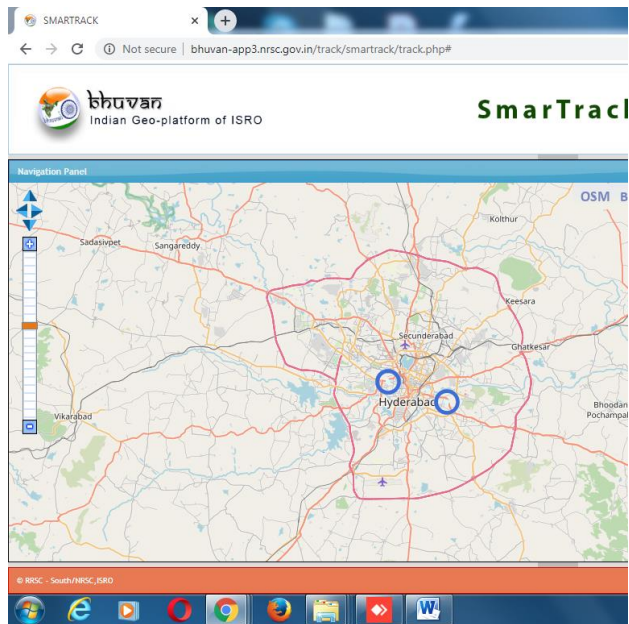 SMARTRACK
Not secure | bhuvan-app3.nrsc.gov.in/track/smartrack/track.php#
bhuvan
Indian Geo-platform of ISRO
SmarTrack
Navigation Panel
OSM B
Kolthur
Sadasivpet
Sangareddy
Keesara
Secunderabad
Ghatkesar
Hyderabad
Bhoodan
Pochampal
Vikarabad
© RRSC - South/NRSC,ISRO